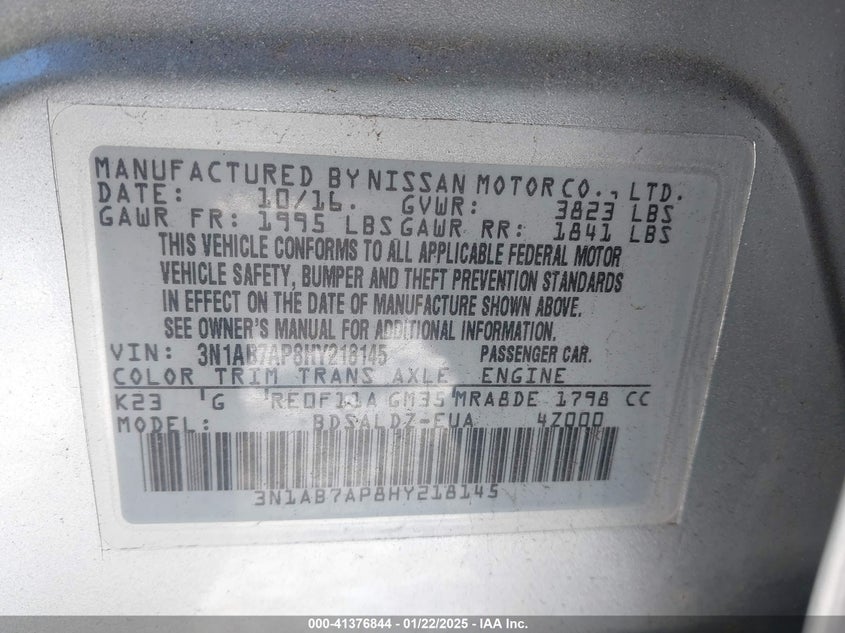 MANUFACTURED BY NISSAN MOTOR CO., LTD.
DATE: 10/16. GVWR: 3823 LBS
GAWR FR: 1995 LBS GAWR RR: 1841 LBS
THIS VEHICLE CONFORMS TO ALL APPLICABLE FEDERAL MOTOR
VEHICLE SAFETY, BUMPER AND THEFT PREVENTION STANDARDS
IN EFFECT ON THE DATE OF MANUFACTURE SHOWN ABOVE.
SEE OWNER'S MANUAL FOR ADDITIONAL INFORMATION.
VIN: 3N1AB7AP8HY218145 PASSENGER CAR.
COLOR TRIM TRANS AXLE ENGINE
K23 'G 'RE0F11A GM35 'MRA8DE 1798 CC
MODEL: BDSALDZ-EUA 4Z000
3N1AB7AP8HY218145
000-41376844 | 01/22/2025 - IAA Inc.